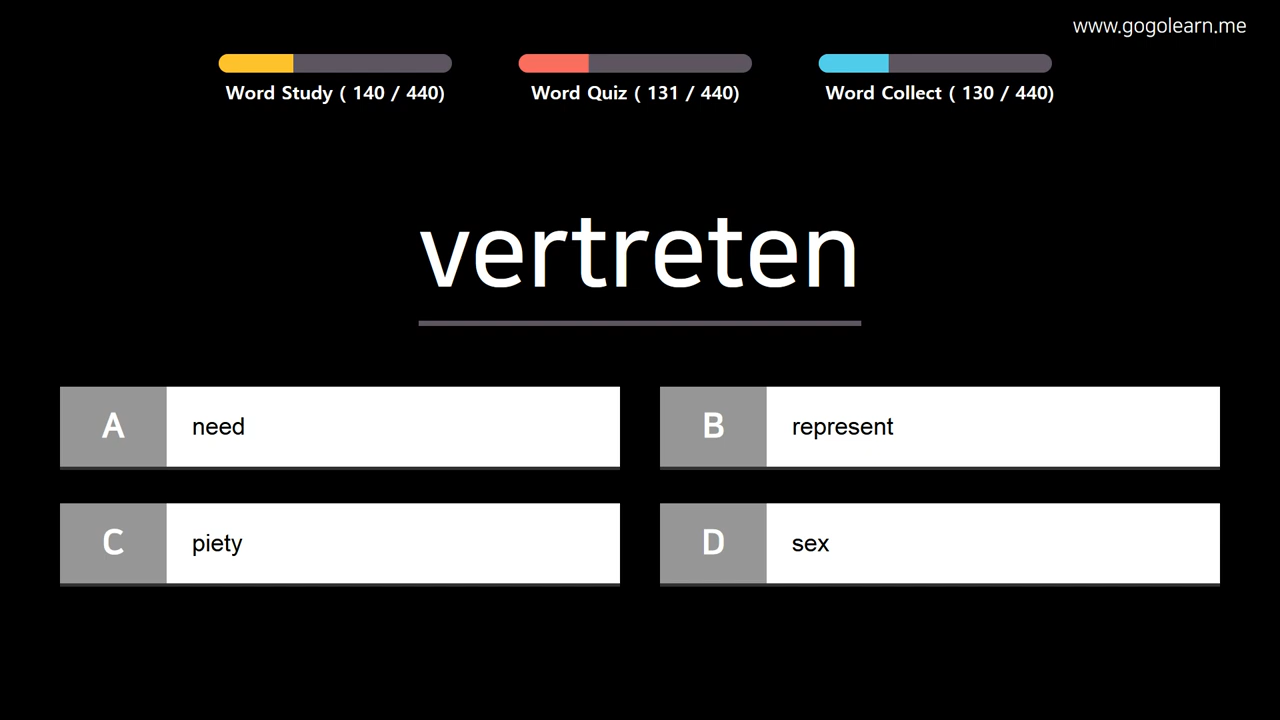 www.gogolearn.me
Word Study ( 140 / 440)
Word Quiz ( 131 / 440)
Word Collect ( 130 / 440)
vertreten
A need
B represent
C piety
D sex